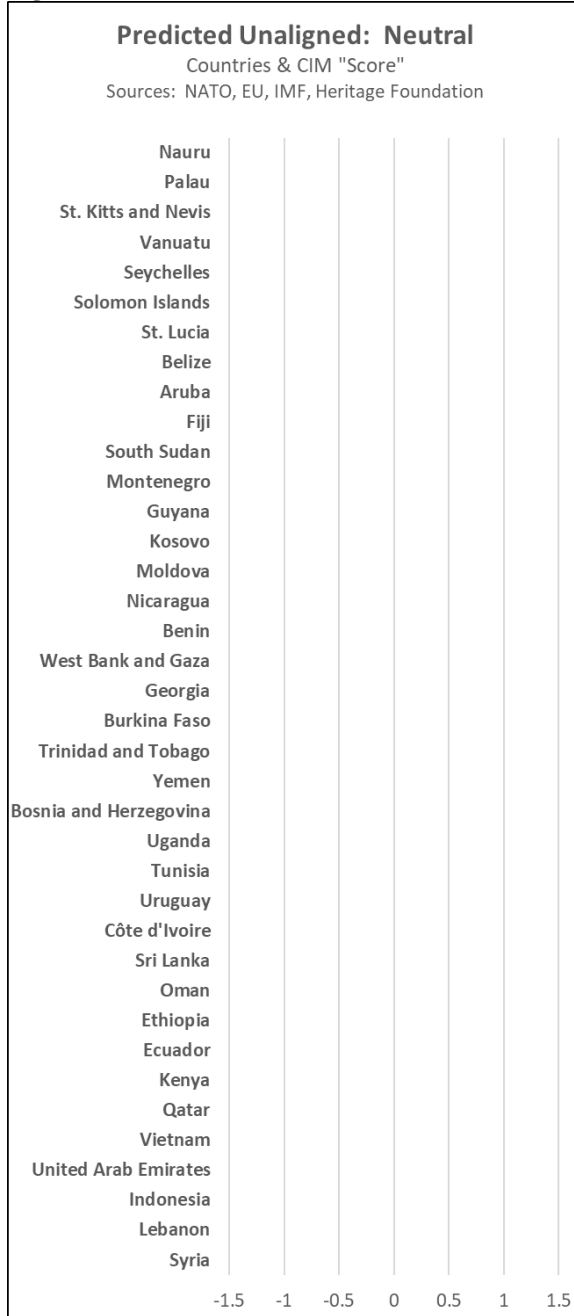 Predicted Unaligned: Neutral
Countries & CIM "Score"
Sources: NATO, EU, IMF, Heritage Foundation
Nauru
Palau
St. Kitts and Nevis
Vanuatu
Seychelles
Solomon Islands
St. Lucia
Belize
Aruba
Fiji
South Sudan
Montenegro
Guyana
Kosovo
Moldova
Nicaragua
Benin
West Bank and Gaza
Georgia
Burkina Faso
Trinidad and Tobago
Yemen
Bosnia and Herzegovina
Uganda
Tunisia
Uruguay
Côte d'Ivoire
Sri Lanka
Oman
Ethiopia
Ecuador
Kenya
Qatar
Vietnam
United Arab Emirates
Indonesia
Lebanon
Syria
-1.5 -1 -0.5 0 0.5 1 1.5